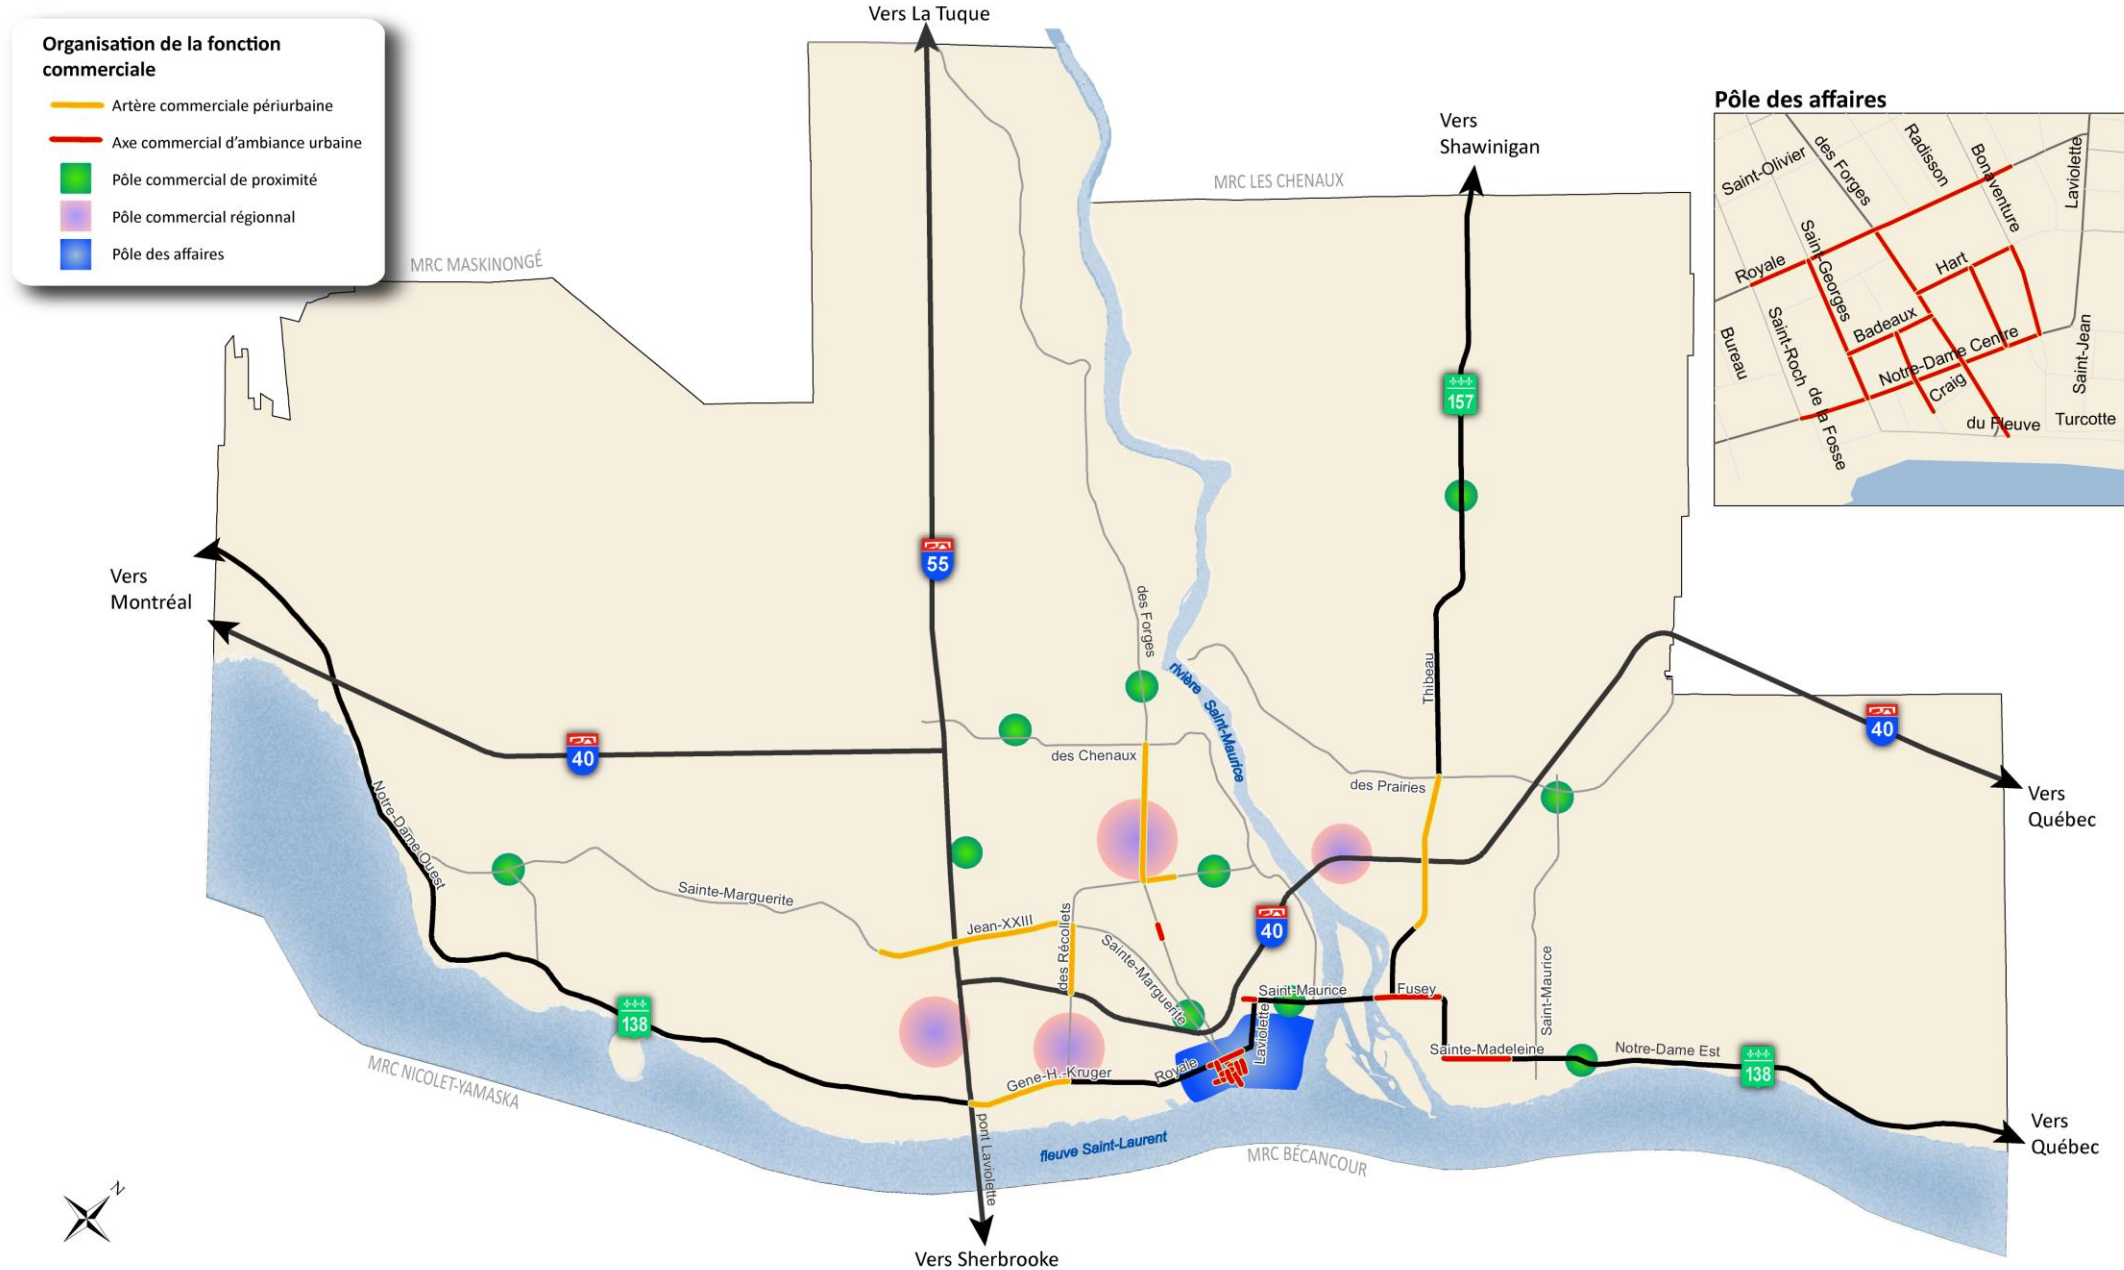 Organisation de la fonction
commerciale
Artère commerciale périurbaine
Axe commercial d'ambiance urbaine
Pôle commercial de proximité
Pôle commercial régionnal
Pôle des affaires
Vers La Tuque
Vers
Shawinigan
Pôle des affaires
Saint-Olivier
des Forges
Radisson
Bonaventure
Laviolette
Royale
Saint-Georges
Hart
Bureau
Saint-Roch
Badeaux
Notre-Dame Centre
Craig
Saint-Jean
de la Fosse
du Fleuve
Turcotte
MRC MASKINONGÉ
MRC LES CHENAUX
157
55
Vers
Montréal
des Forges
rivière Saint-Maurice
Thibeau
40
40
des Chenaux
des Prairies
Vers
Québec
Notre-Dame Ouest
Sainte-Marguerite
Jean-XXIII
des Récollets
Sainte-Marguerite
40
Saint-Maurice
Fusey
Saint-Maurice
Laviolette
138
Sainte-Madeleine
Notre-Dame Est
138
Gene-H.-Kruger
Royale
MRC NICOLET-YAMASKA
pont Laviolette
fleuve Saint-Laurent
MRC BÉCANCOUR
Vers
Québec
N
Vers Sherbrooke